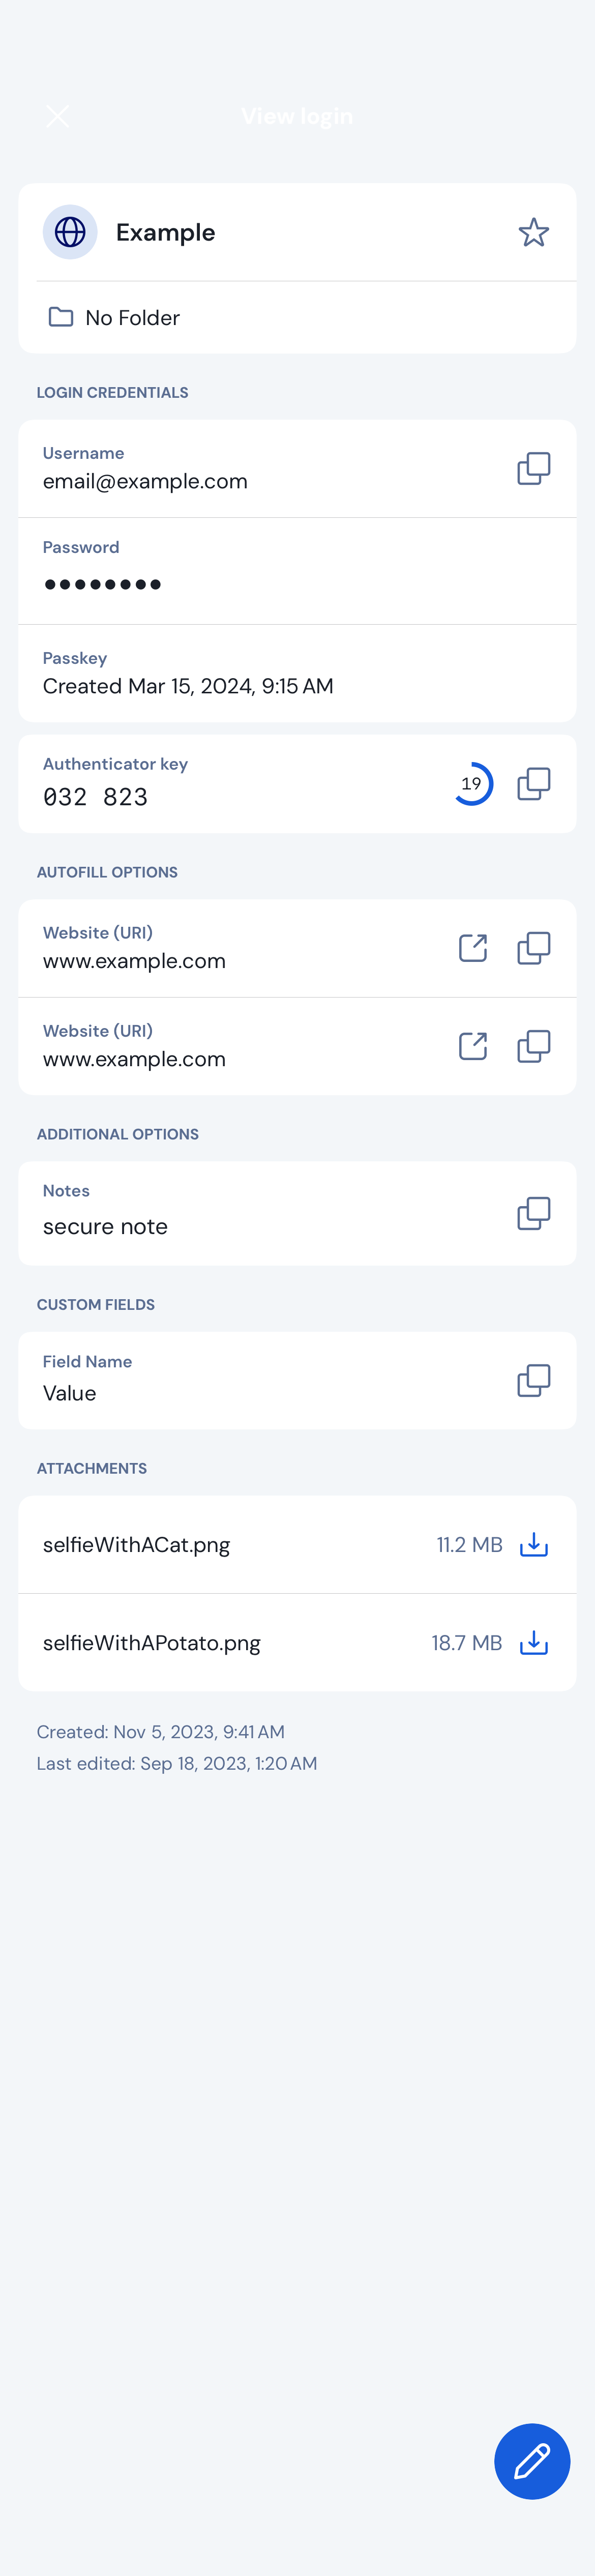 View login
Example
No Folder
LOGIN CREDENTIALS
Username
email@example.com
Password
••••••••
Passkey
Created Mar 15, 2024, 9:15 AM
Authenticator key
032 823
19
AUTOFILL OPTIONS
Website (URI)
www.example.com
Website (URI)
www.example.com
ADDITIONAL OPTIONS
Notes
secure note
CUSTOM FIELDS
Field Name
Value
ATTACHMENTS
selfieWithACat.png 11.2 MB
selfieWithAPotato.png 18.7 MB
Created: Nov 5, 2023, 9:41 AM
Last edited: Sep 18, 2023, 1:20 AM